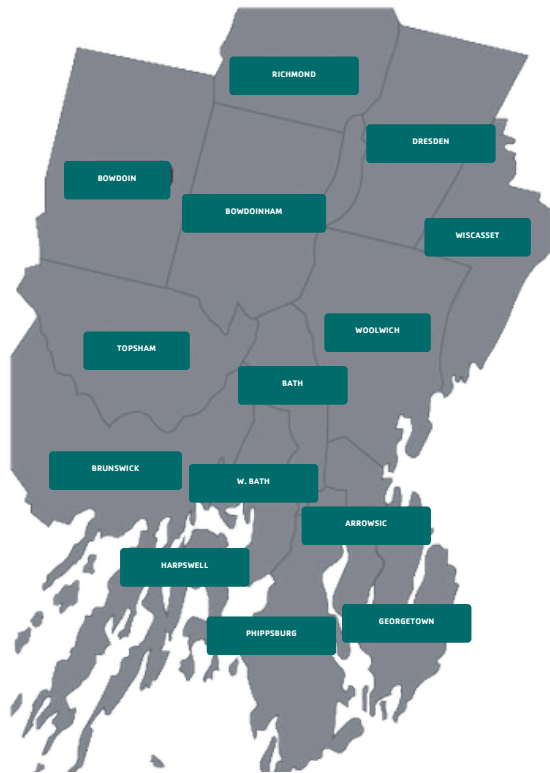 RICHMOND
DRESDEN
BOWDOIN
BOWDOINHAM
WISCASSET
WOOLWICH
TOPSHAM
BATH
BRUNSWICK
W. BATH
ARROWSIC
HARPSWELL
GEORGETOWN
PHIPPSBURG